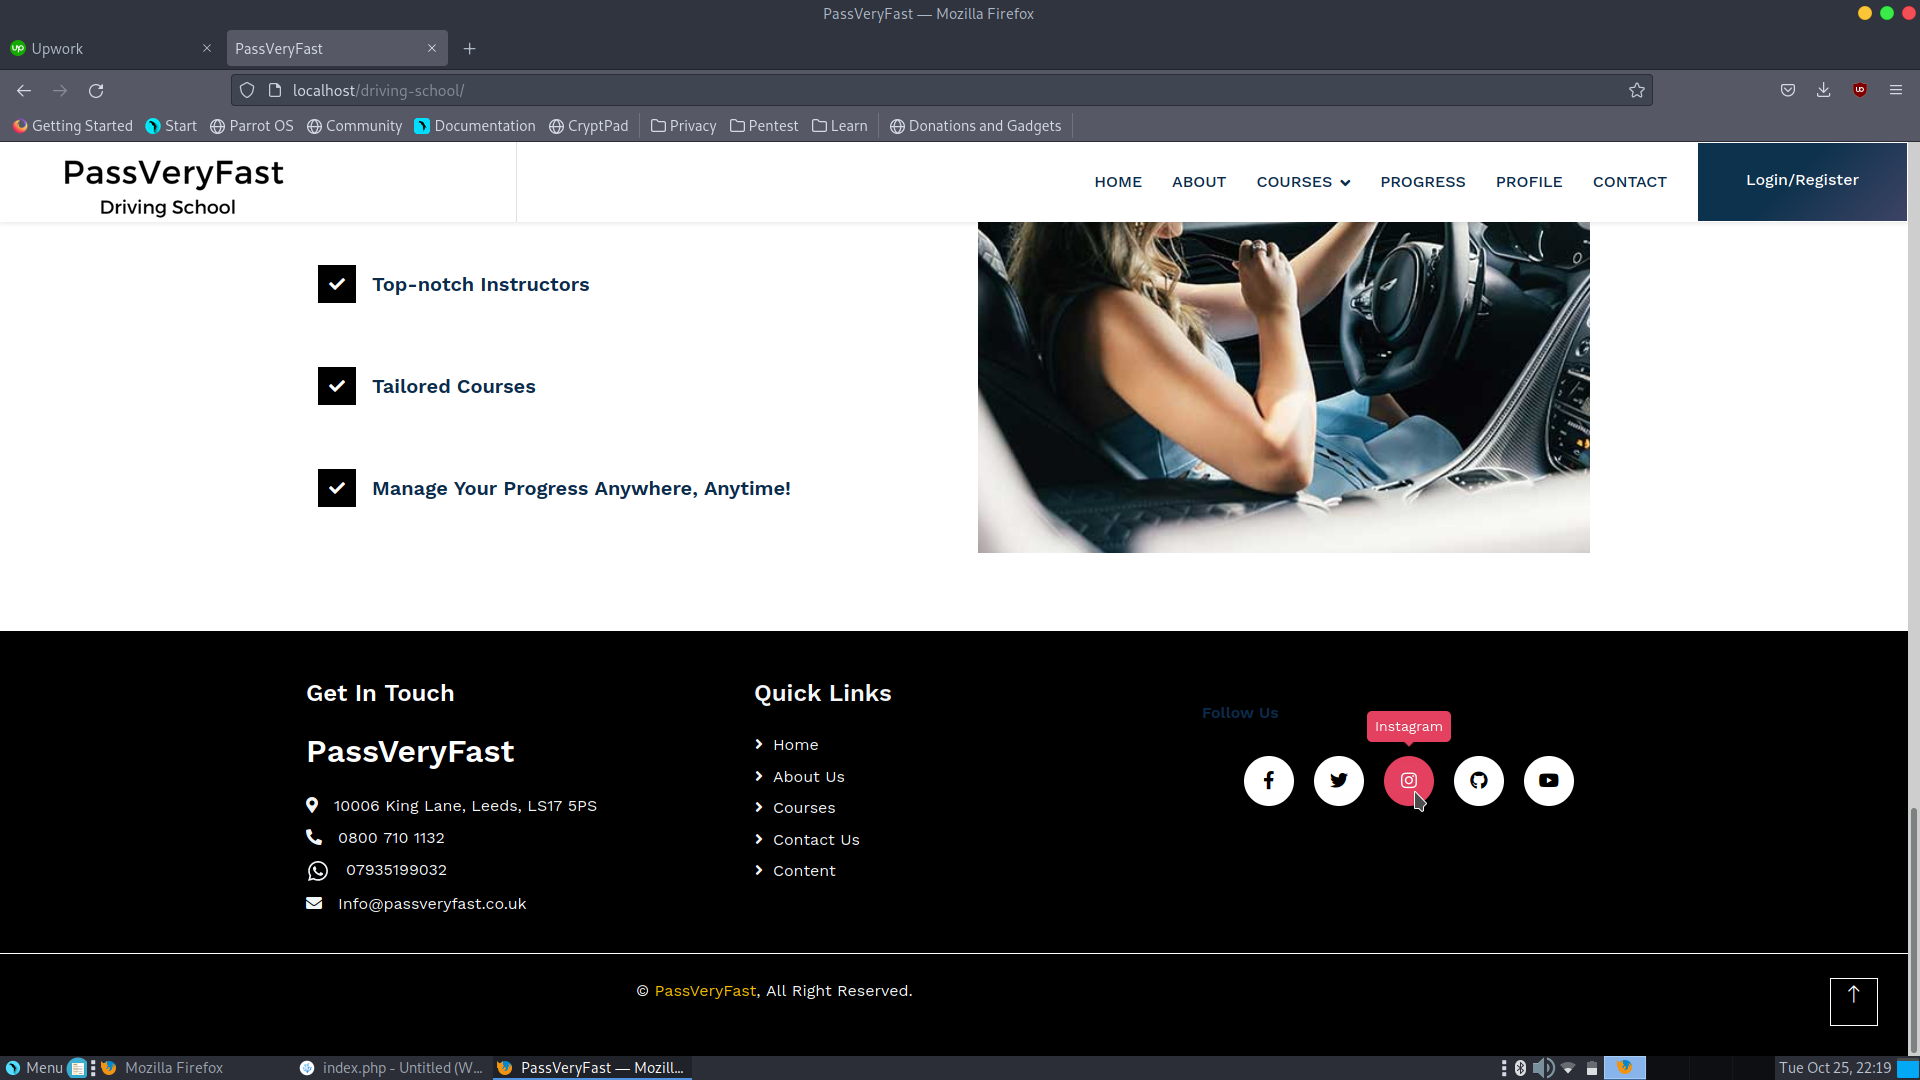 PassVeryFast — Mozilla Firefox
Upwork
PassVeryFast
localhost/driving-school/
Getting Started
Start
Parrot OS
Community
Documentation
CryptPad
Privacy
Pentest
Learn
Donations and Gadgets
PassVeryFast
Driving School
HOME
ABOUT
COURSES
PROGRESS
PROFILE
CONTACT
Login/Register
Top-notch Instructors
Tailored Courses
Manage Your Progress Anywhere, Anytime!
Get In Touch
PassVeryFast
10006 King Lane, Leeds, LS17 5PS
0800 710 1132
07935199032
Info@passveryfast.co.uk
Quick Links
Home
About Us
Courses
Contact Us
Content
Follow Us
Instagram
© PassVeryFast, All Right Reserved.
Menu
Mozilla Firefox
index.php - Untitled (W...
PassVeryFast — Mozill...
Tue Oct 25, 22:19